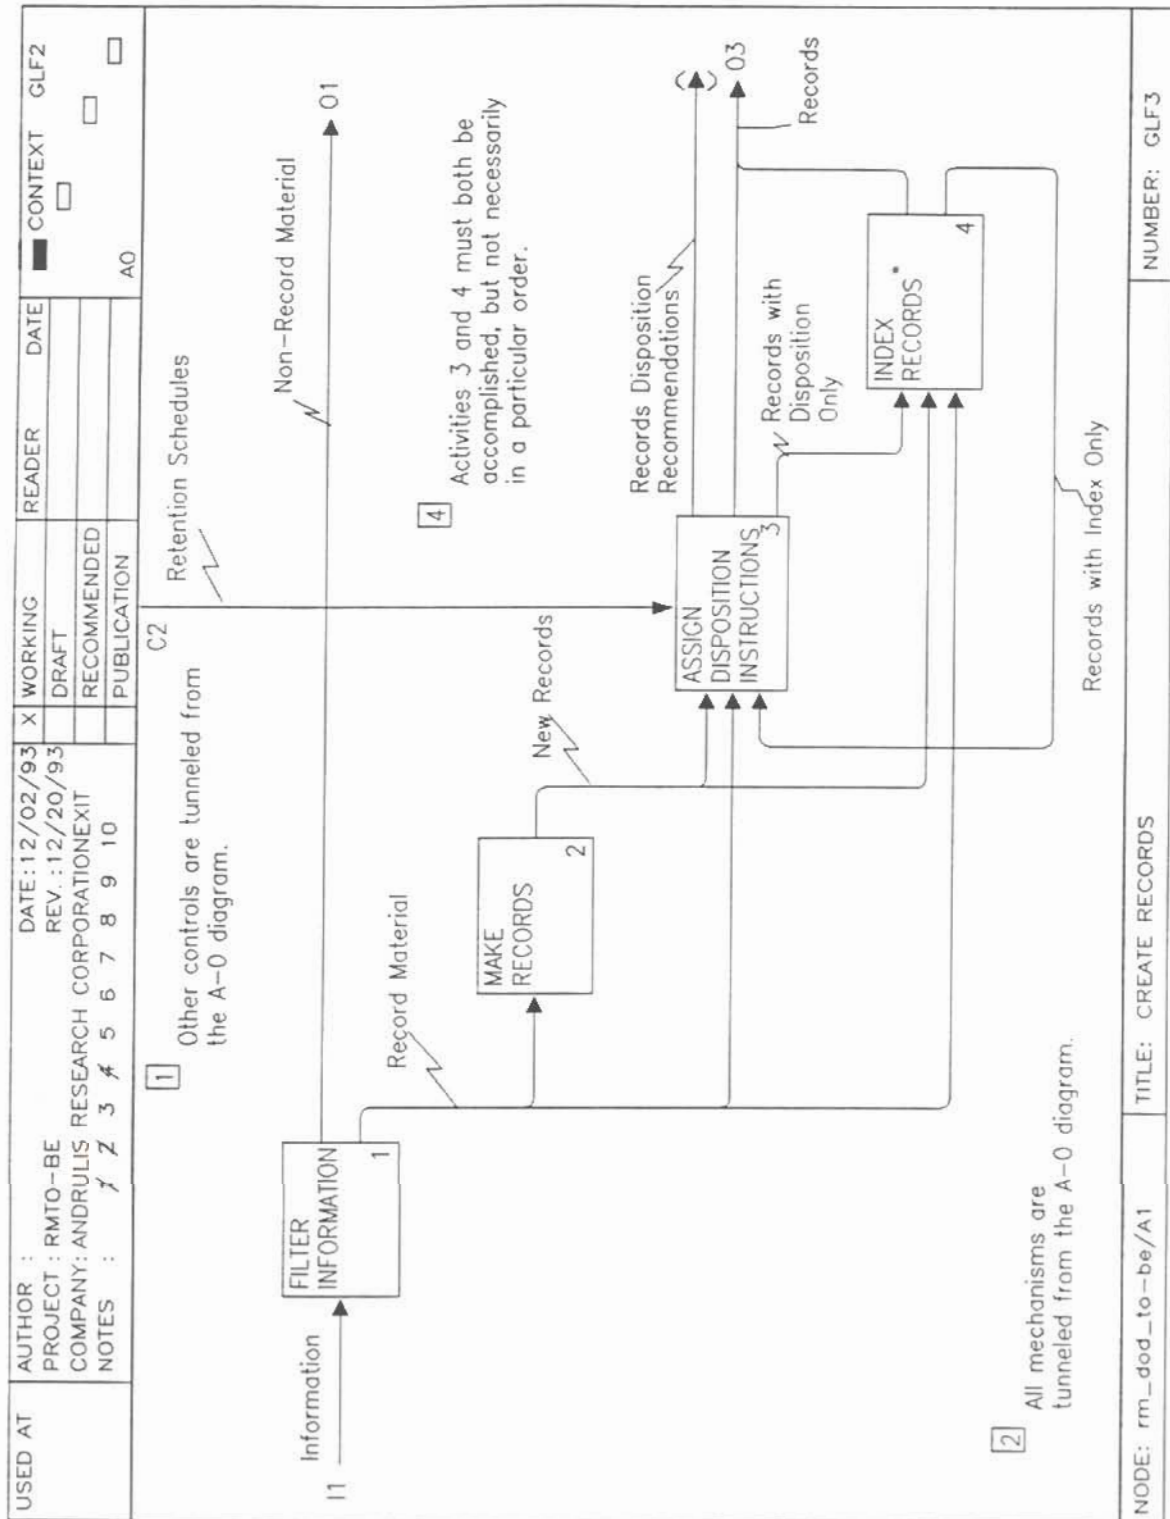 USED AT
AUTHOR :
PROJECT : RMTO-BE
COMPANY: ANDRULIS RESEARCH CORPORATIONEXIT
NOTES : 1 2 3 4 5 6 7 8 9 10
DATE: 12/02/93
REV.: 12/20/93
X WORKING
DRAFT
RECOMMENDED
PUBLICATION
READER DATE
CONTEXT GLF2
A0
C2
Retention Schedules
1
Other controls are tunneled from
the A-0 diagram.
I1
Information
FILTER
INFORMATION
1
Non-Record Material
O1
Record Material
4
Activities 3 and 4 must both be
accomplished, but not necessarily
in a particular order.
MAKE
RECORDS
2
New Records
ASSIGN
DISPOSITION
INSTRUCTIONS
3
Records Disposition
Recommendations
( )
O3
Records
Records with
Disposition
Only
INDEX
RECORDS*
4
Records with Index Only
2
All mechanisms are
tunneled from the A-0 diagram.
NODE: rm_dod_to-be/A1
TITLE: CREATE RECORDS
NUMBER: GLF3